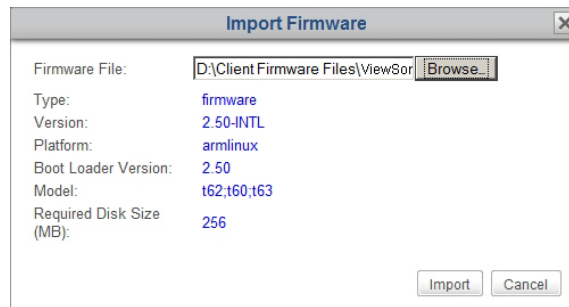 Import Firmware
Firmware File: D:\Client Firmware Files\ViewSor Browse...
Type: firmware
Version: 2.50-INTL
Platform: armlinux
Boot Loader Version: 2.50
Model: t62;t60;t63
Required Disk Size
(MB): 256
Import Cancel